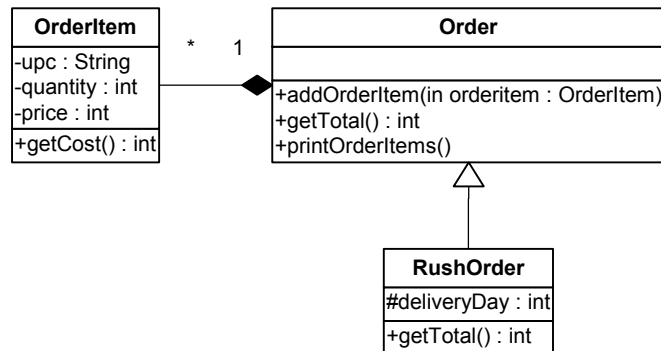 OrderItem
-upc : String
-quantity : int
-price : int
+getCost() : int
* 1
Order
+addOrderItem(in orderitem : OrderItem)
+getTotal() : int
+printOrderItems()
RushOrder
#deliveryDay : int
+getTotal() : int